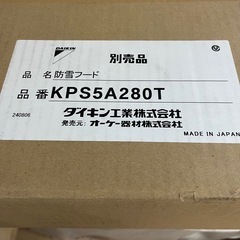 DAIKIN
別売品
品名 防雪フード
品番 KPS5A280T
ダイキン工業株式会社
240806
発売元：オーケー器材株式会社
MADE IN JAPAN